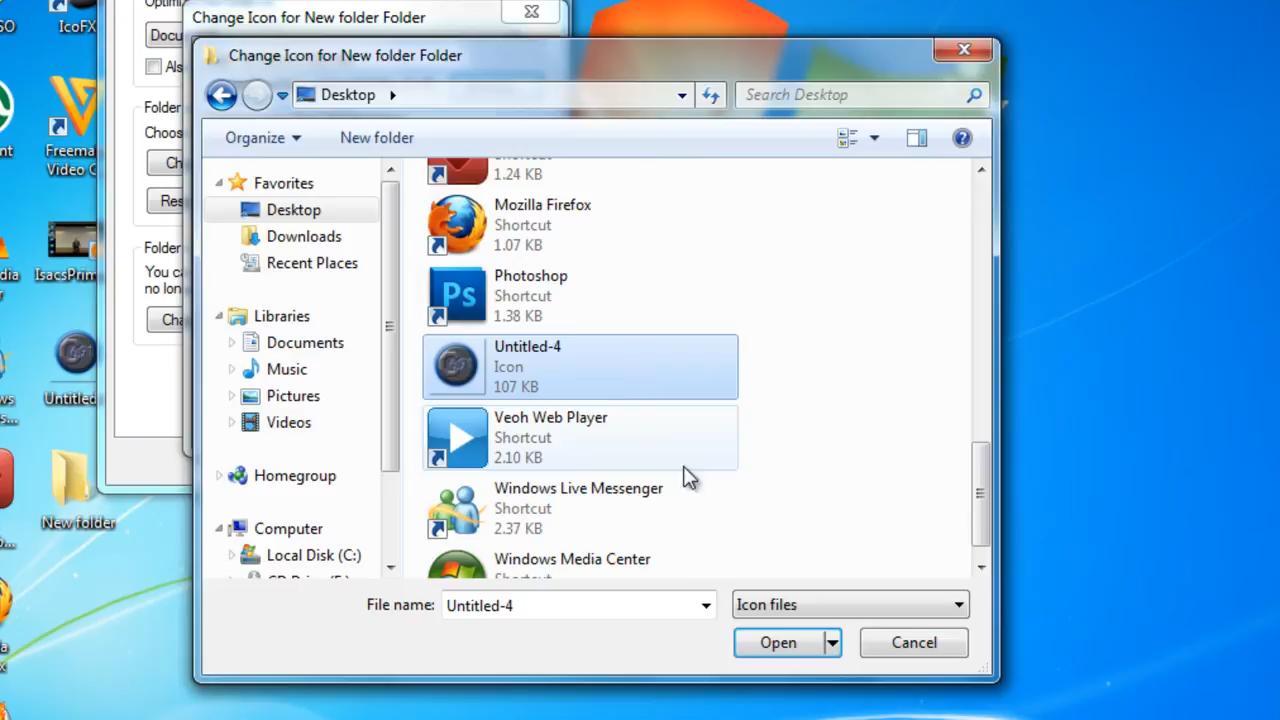 SO
IcoFX
Change Icon for New folder Folder
Docu
Als
nt
Freema
Video C
Folder
Choos
Ch
Res
dia
r
IsacsPrim
Folder
You ca
no lon
Cha
ws
s...
Untitled
New folder
o...
a
x
Change Icon for New folder Folder
Desktop
Search Desktop
Organize
New folder
Favorites
Desktop
Downloads
Recent Places
Libraries
Documents
Music
Pictures
Videos
Homegroup
Computer
Local Disk (C:)
1.24 KB
Mozilla Firefox
Shortcut
1.07 KB
Ps
Photoshop
Shortcut
1.38 KB
Untitled-4
Icon
107 KB
Veoh Web Player
Shortcut
2.10 KB
Windows Live Messenger
Shortcut
2.37 KB
Windows Media Center
File name:
Untitled-4
Icon files
Open
Cancel